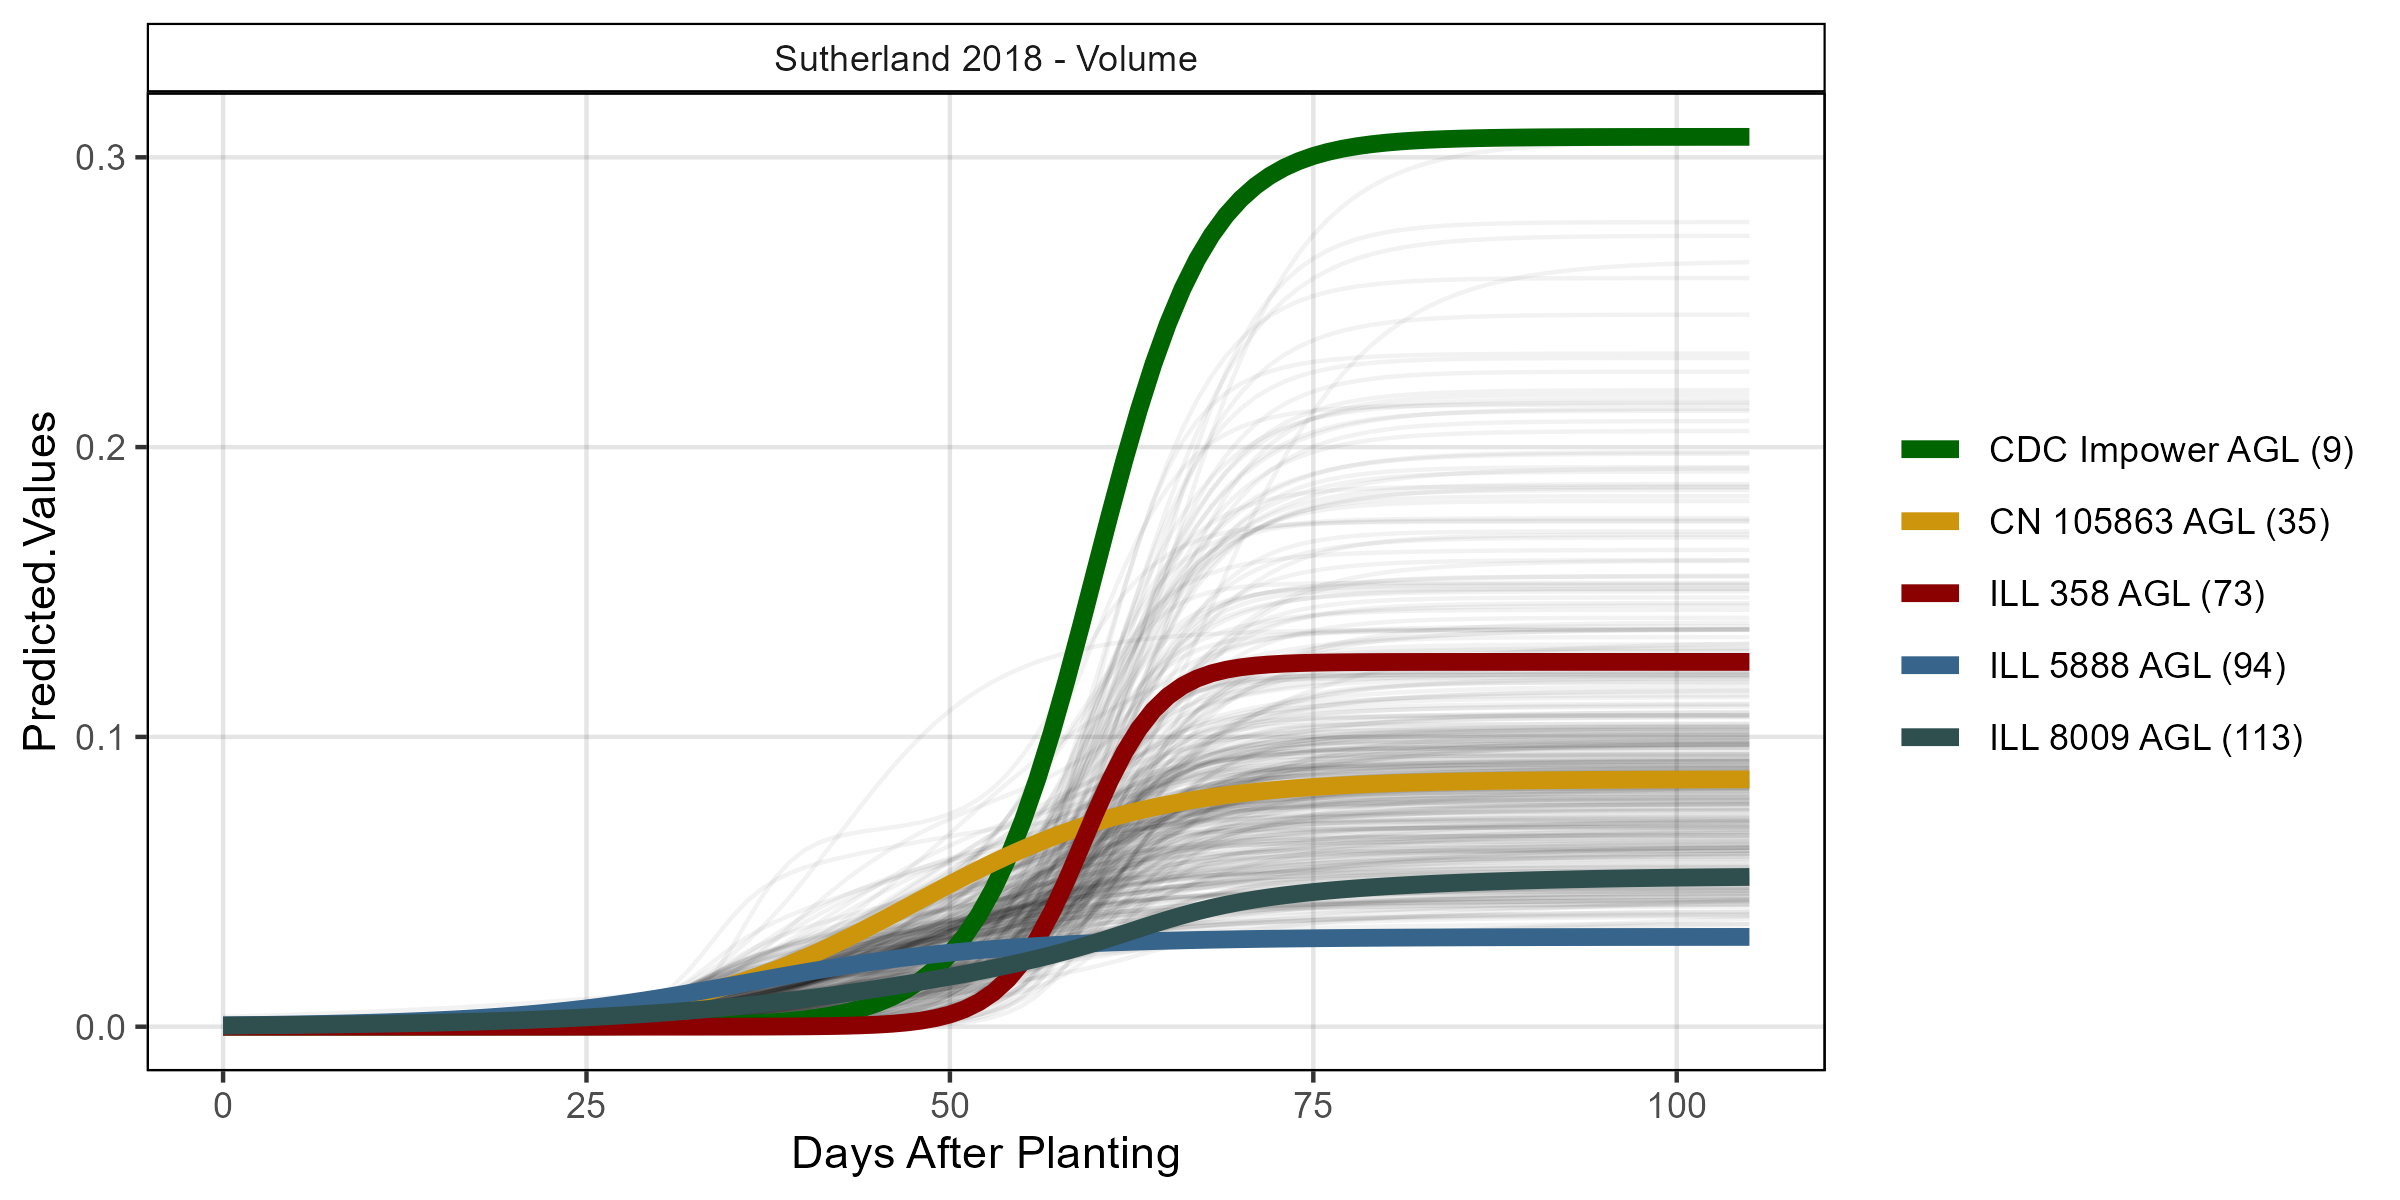 Sutherland 2018 - Volume
Predicted.Values
0.3
0.2
0.1
0.0
0
25
50
75
100
Days After Planting
CDC Impower AGL (9)
CN 105863 AGL (35)
ILL 358 AGL (73)
ILL 5888 AGL (94)
ILL 8009 AGL (113)